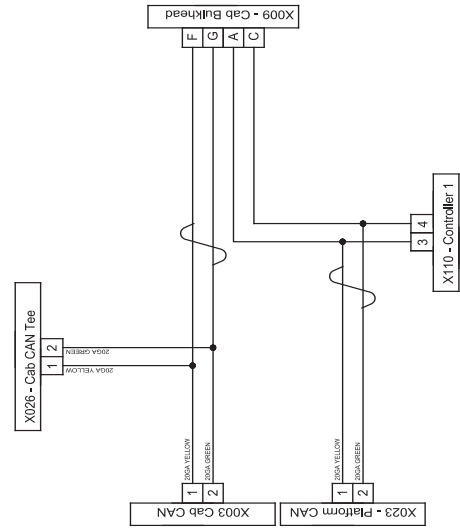 X009 - Cab Bulkhead
F
G
A
C
X026 - Cab CAN Tee
1
2
20GA YELLOW
20GA GREEN
X110 - Controller 1
3
4
20GA YELLOW
20GA GREEN
1
2
X003 Cab CAN
20GA YELLOW
20GA GREEN
1
2
X023 - Platform CAN